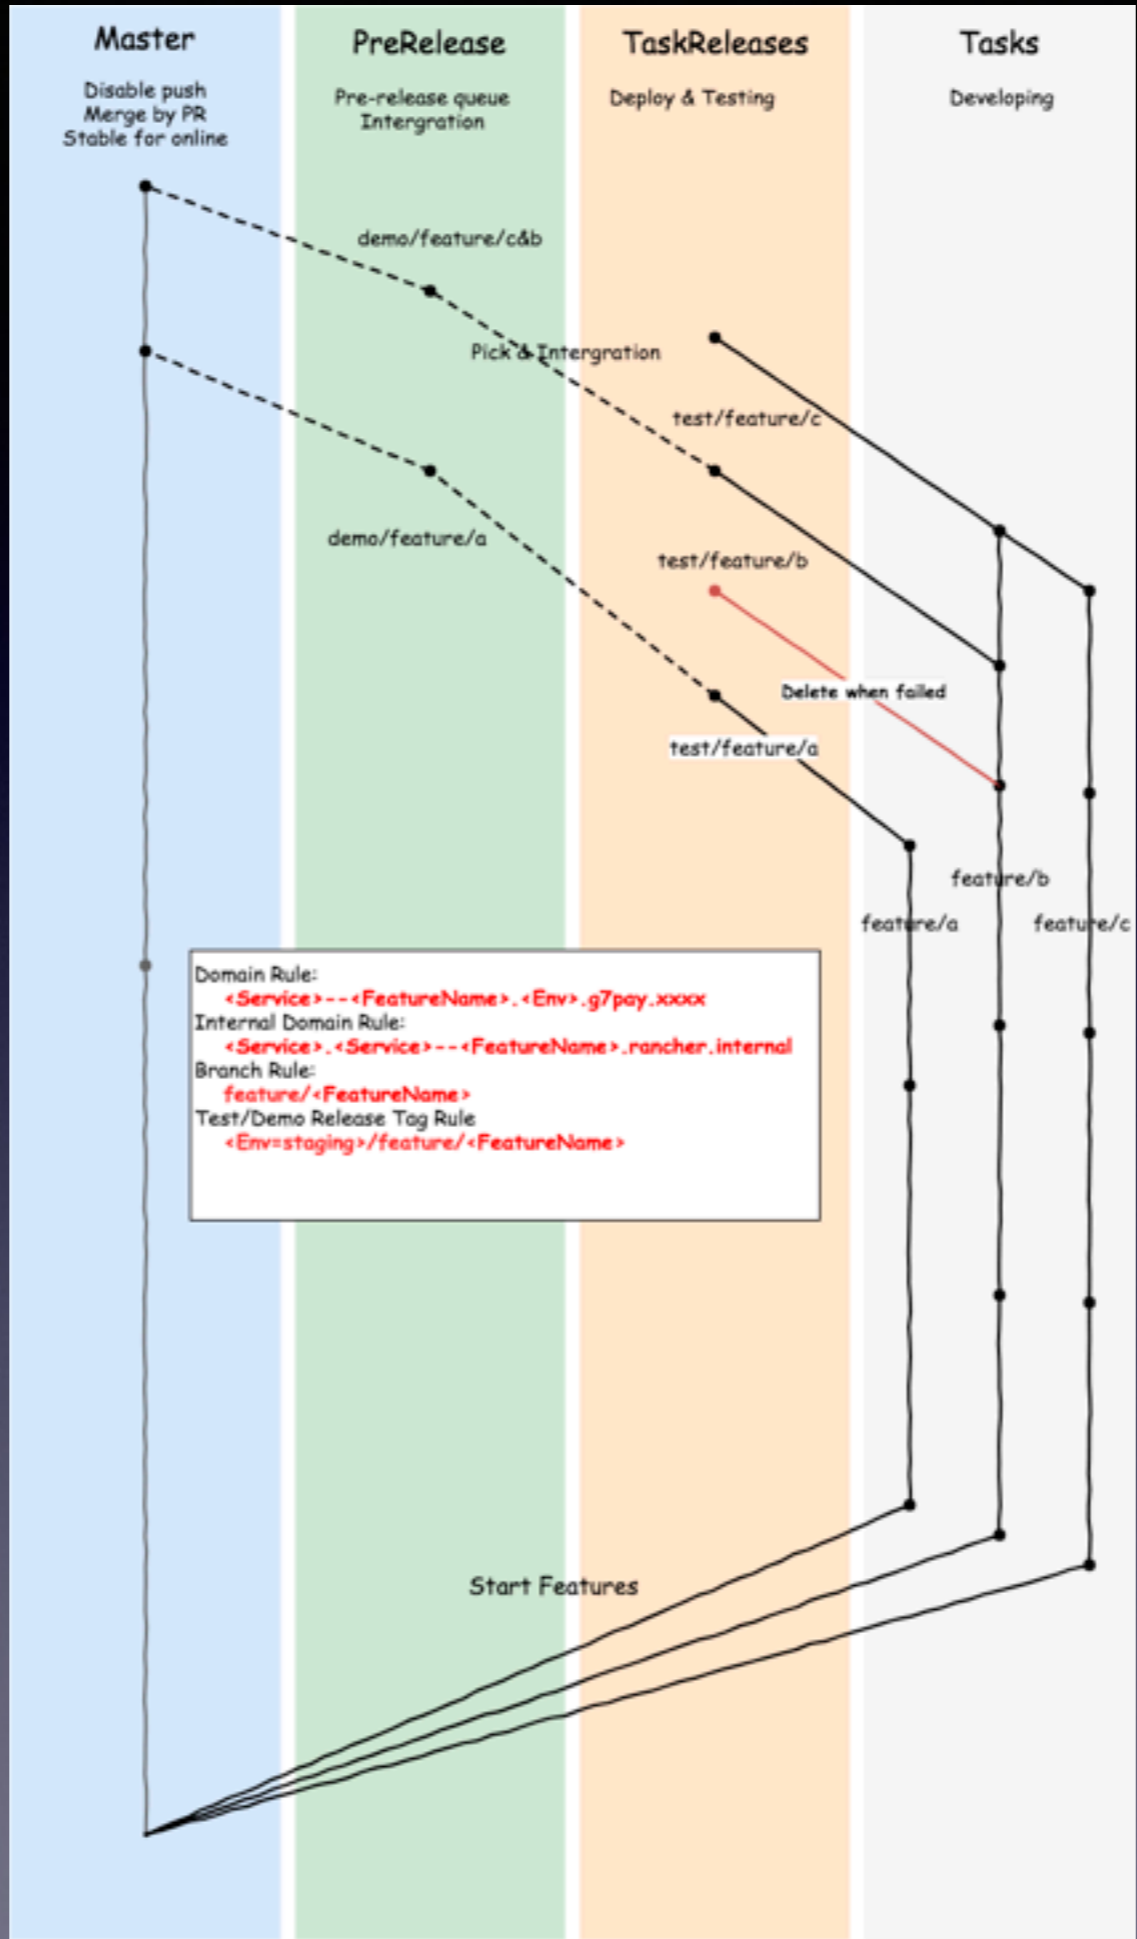 Master
Disable push
Merge by PR
Stable for online
PreRelease
Pre-release queue
Intergration
TaskReleases
Deploy & Testing
Tasks
Developing
demo/feature/c&b
Pick & Intergration
test/feature/c
demo/feature/a
test/feature/b
Delete when failed
test/feature/a
feature/b
feature/a
feature/c
Domain Rule:
<Service>--<FeatureName>.<Env>.g7pay.xxxx
Internal Domain Rule:
<Service>.<Service>--<FeatureName>.rancher.internal
Branch Rule:
feature/<FeatureName>
Test/Demo Release Tag Rule
<Env=staging>/feature/<FeatureName>
Start Features